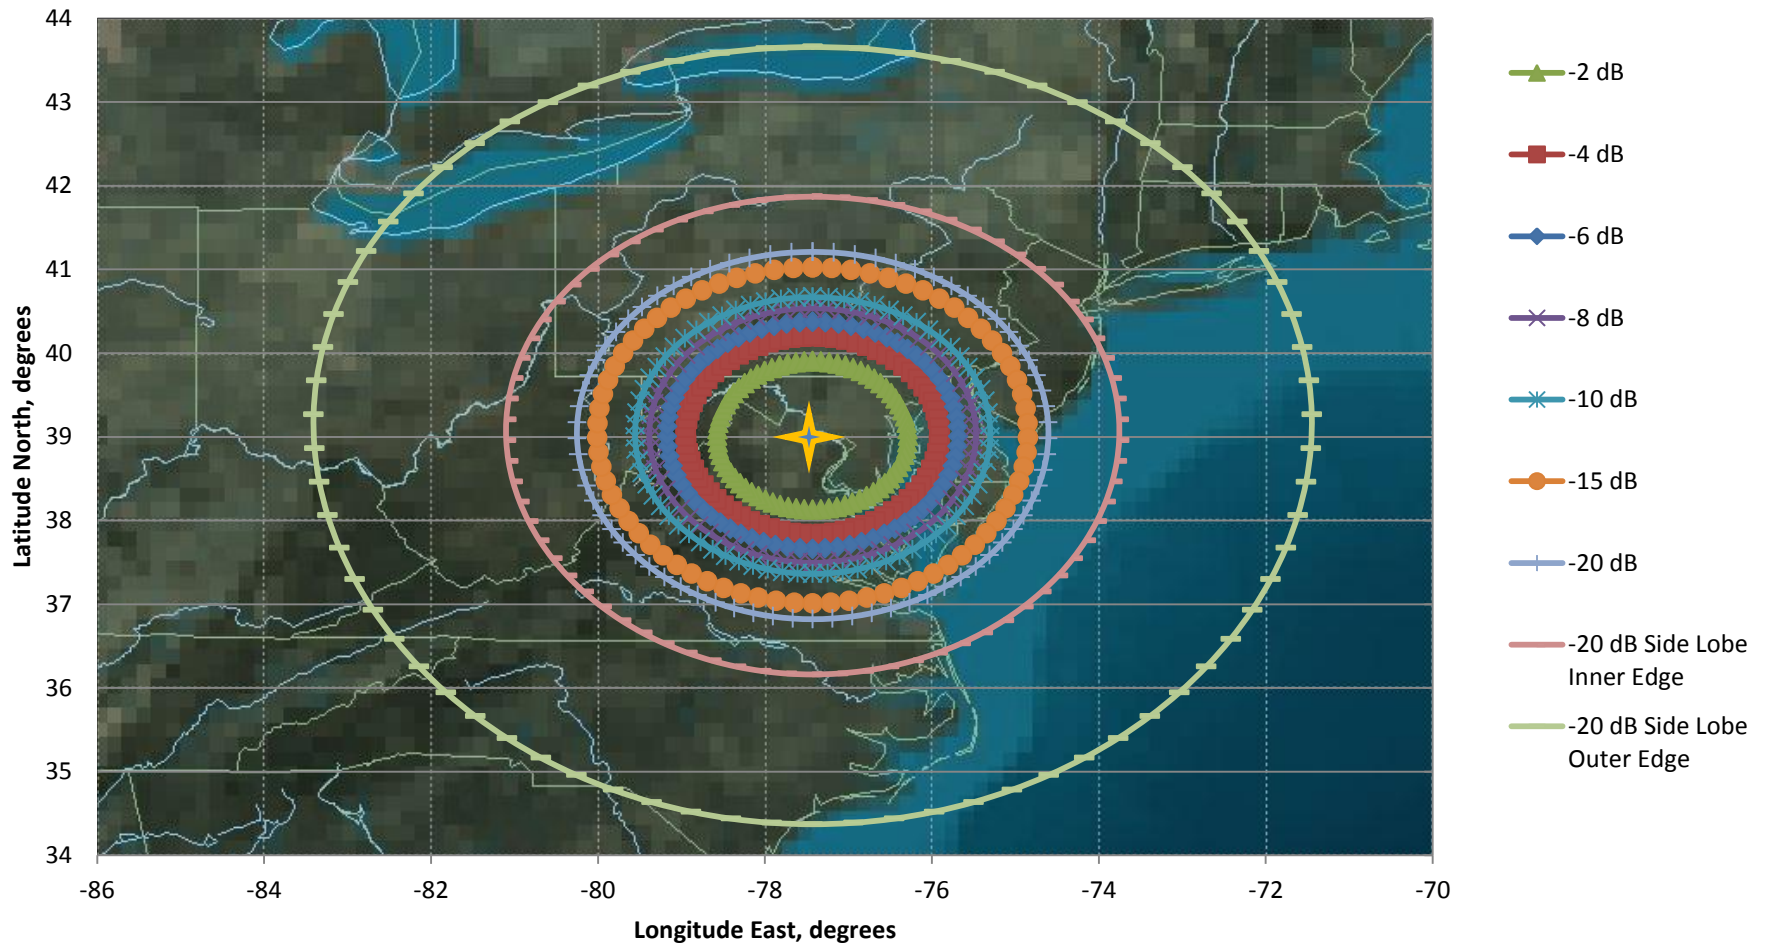 44
43
42
41
40
39
38
37
36
35
34
Latitude North, degrees
-86
-84
-82
-80
-78
-76
-74
-72
-70
Longitude East, degrees
-2 dB
-4 dB
-6 dB
-8 dB
-10 dB
-15 dB
-20 dB
-20 dB Side Lobe
Inner Edge
-20 dB Side Lobe
Outer Edge